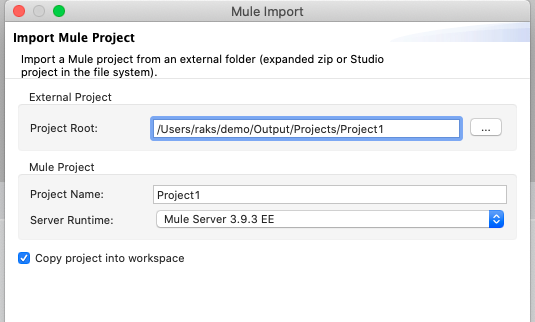 Mule Import
Import Mule Project
Import a Mule project from an external folder (expanded zip or Studio
project in the file system).
External Project
Project Root: /Users/raks/demo/Output/Projects/Project1 ...
Mule Project
Project Name: Project1
Server Runtime: Mule Server 3.9.3 EE
Copy project into workspace